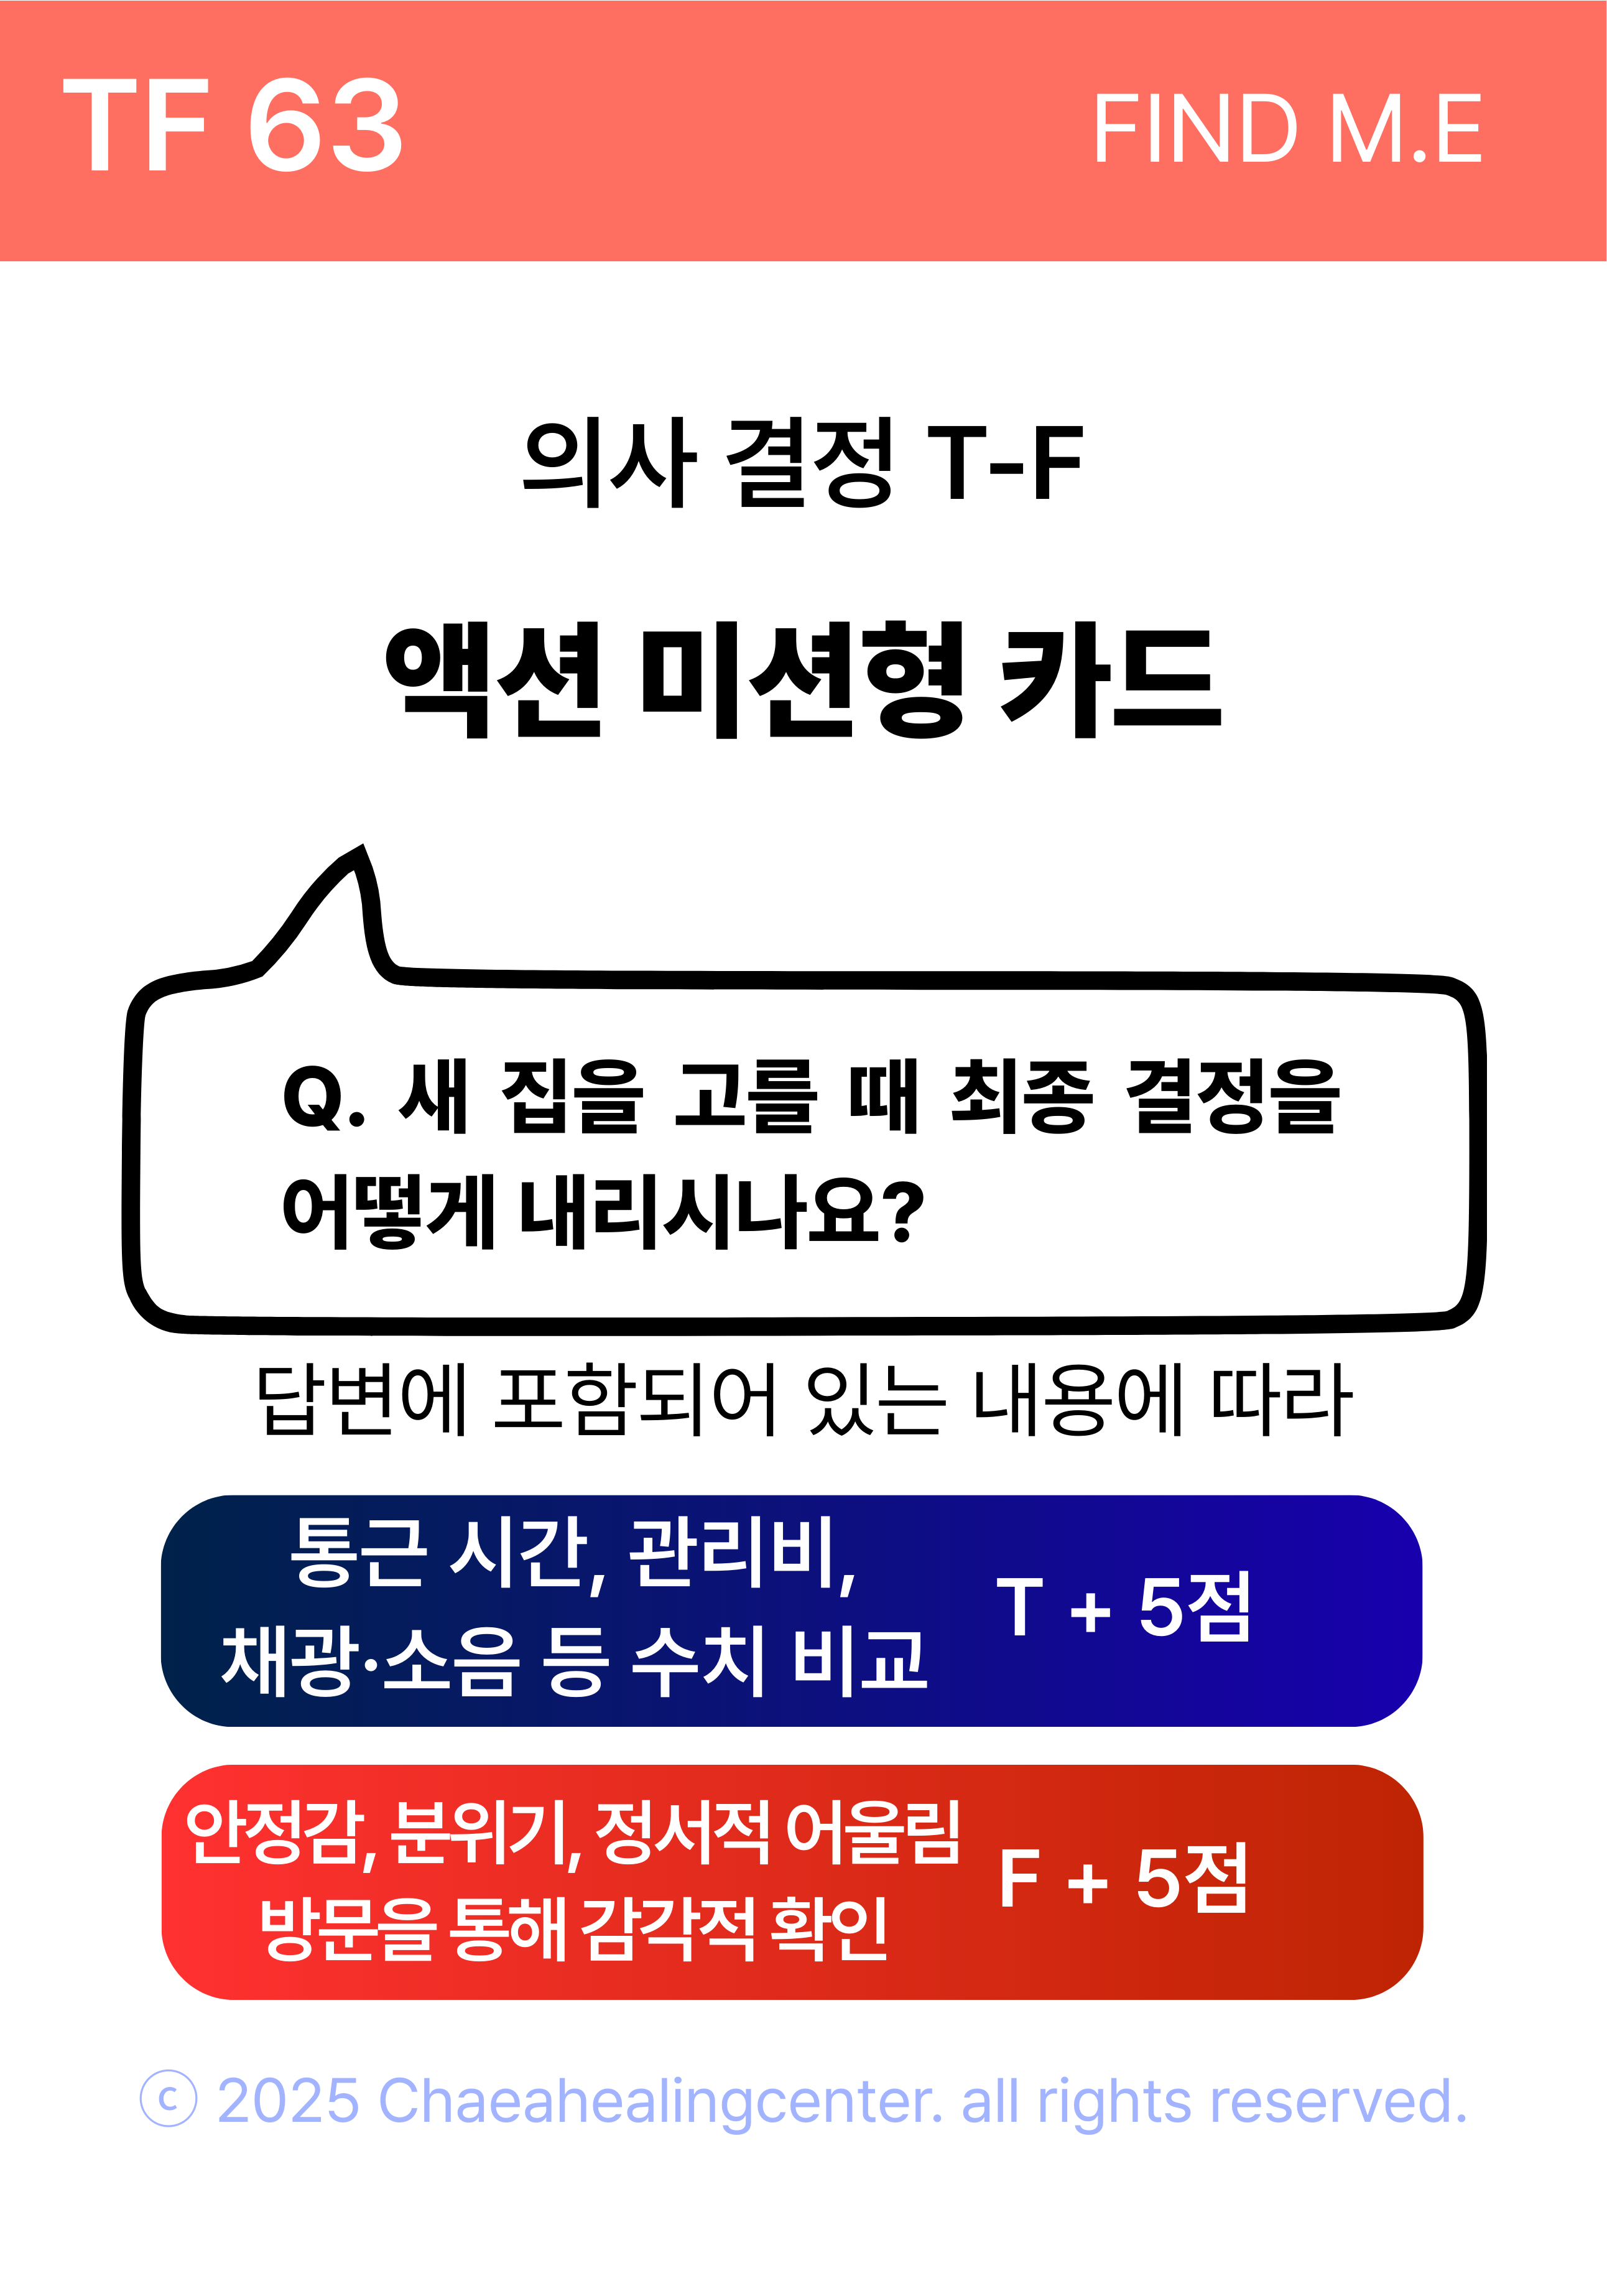 TF 63
FIND M.E
의사 결정 T-F
액션 미션형 카드
Q. 새 집을 고를 때 최종 결정을
어떻게 내리시나요?
답변에 포함되어 있는 내용에 따라
통근 시간, 관리비,
채광·소음 등 수치 비교
T + 5점
안정감, 분위기, 정서적 어울림
방문을 통해 감각적 확인
F + 5점
ⓒ 2025 Chaeahealingcenter. all rights reserved.